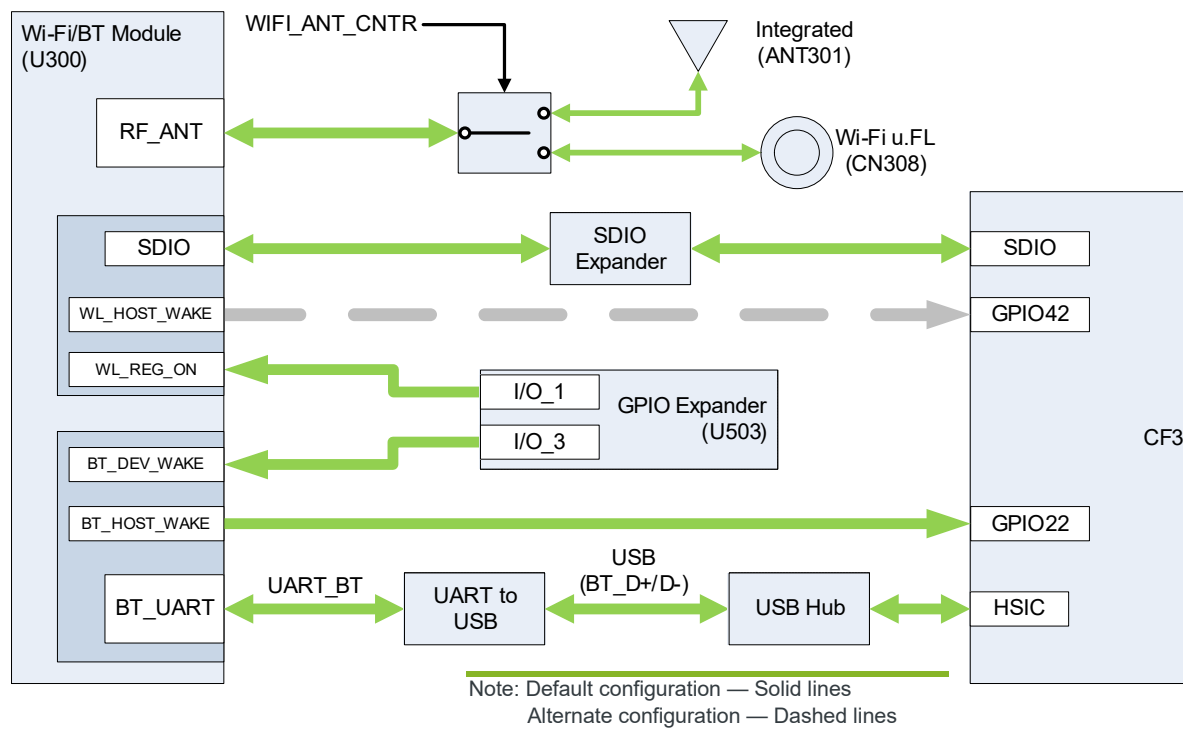 Wi-Fi/BT Module
(U300)
WIFI_ANT_CNTR
Integrated
(ANT301)
RF_ANT
Wi-Fi u.FL
(CN308)
SDIO
SDIO
Expander
SDIO
WL_HOST_WAKE
GPIO42
WL_REG_ON
I/O_1
GPIO Expander
(U503)
I/O_3
CF3
BT_DEV_WAKE
BT_HOST_WAKE
GPIO22
UART_BT
USB
(BT_D+/D-)
BT_UART
UART to
USB
USB Hub
HSIC
Note: Default configuration — Solid lines
Alternate configuration — Dashed lines